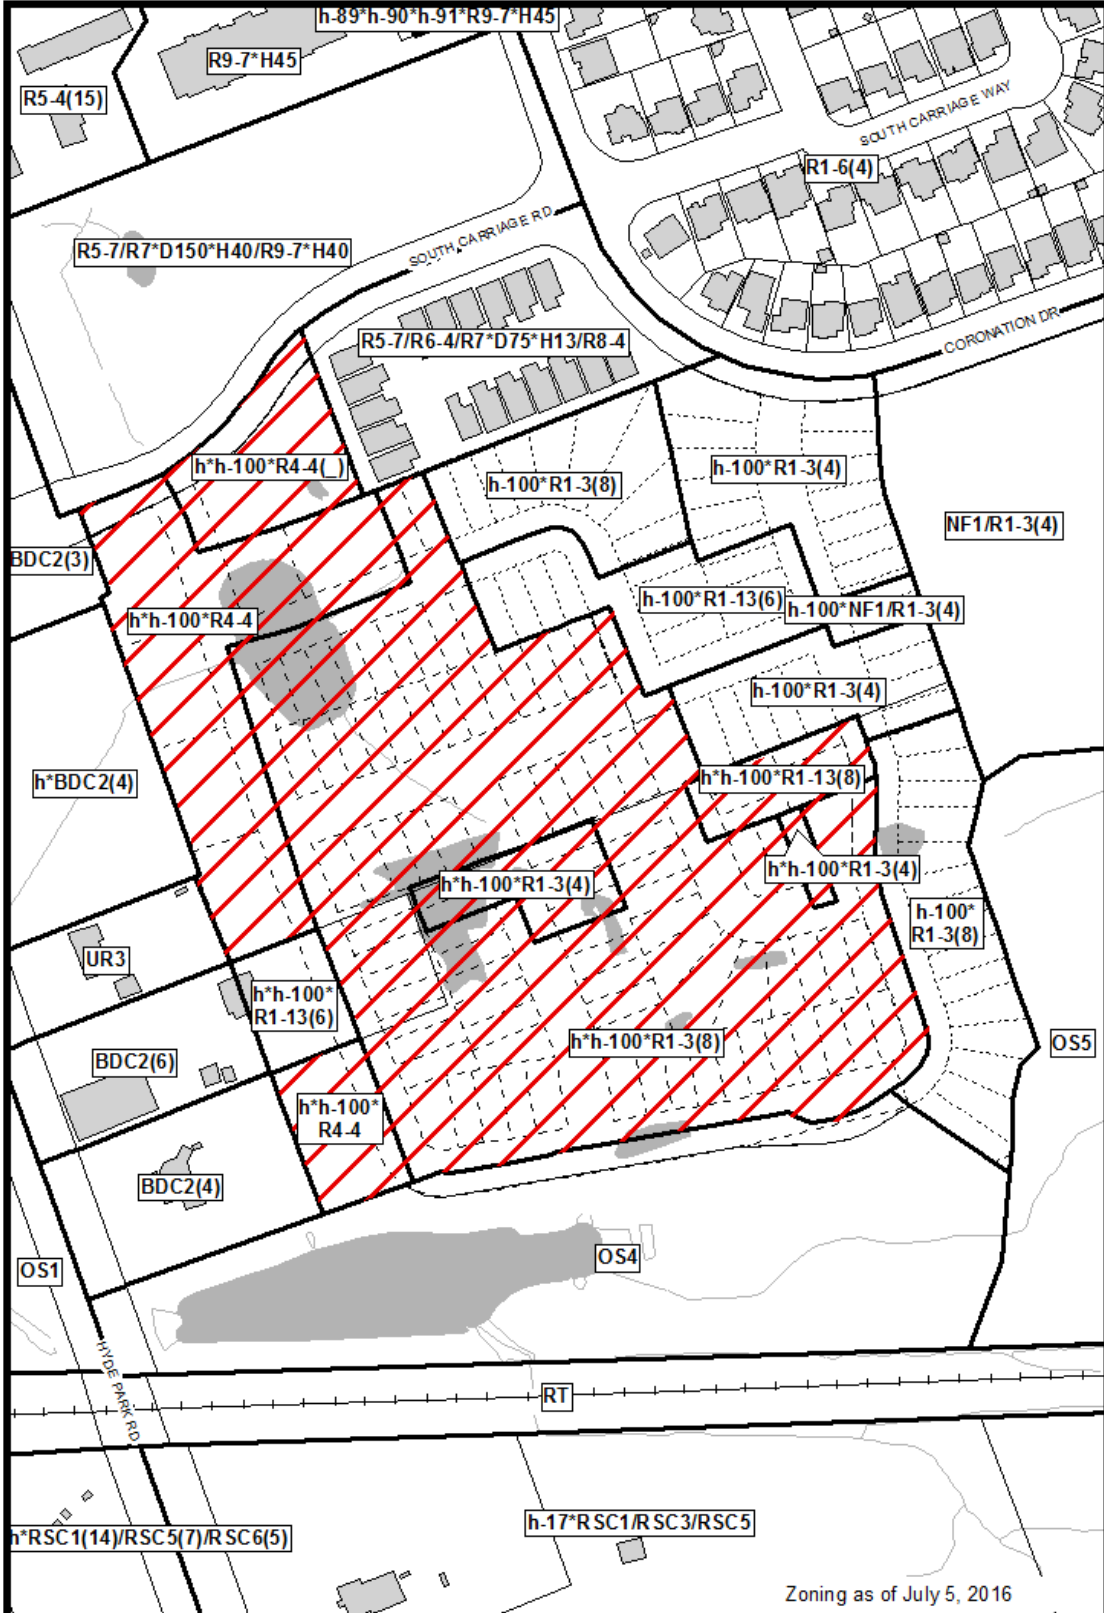 h-89*h-90*h-91*R9-7*H45
R9-7*H45
R5-4(15)
SOUTH CARRIAGE WAY
R1-6(4)
SOUTH CARRIAGE RD
R5-7/R7*D150*H40/R9-7*H40
CORONATION DR
R5-7/R6-4/R7*D75*H13/R8-4
h*h-100*R4-4(_)
h-100*R1-3(8)
h-100*R1-3(4)
NF1/R1-3(4)
BDC2(3)
h-100*R1-13(6)
h-100*NF1/R1-3(4)
h*h-100*R4-4
h-100*R1-3(4)
h*BDC2(4)
h*h-100*R1-13(8)
h*h-100*R1-3(4)
h*h-100*R1-3(4)
h-100*
R1-3(8)
UR3
h*h-100*
R1-13(6)
h*h-100*R1-3(8)
OS5
BDC2(6)
h*h-100*
R4-4
BDC2(4)
OS4
OS1
HYDE PARK RD
RT
h-17*RSC1/RSC3/RSC5
h*RSC1(14)/RSC5(7)/RSC6(5)
Zoning as of July 5, 2016